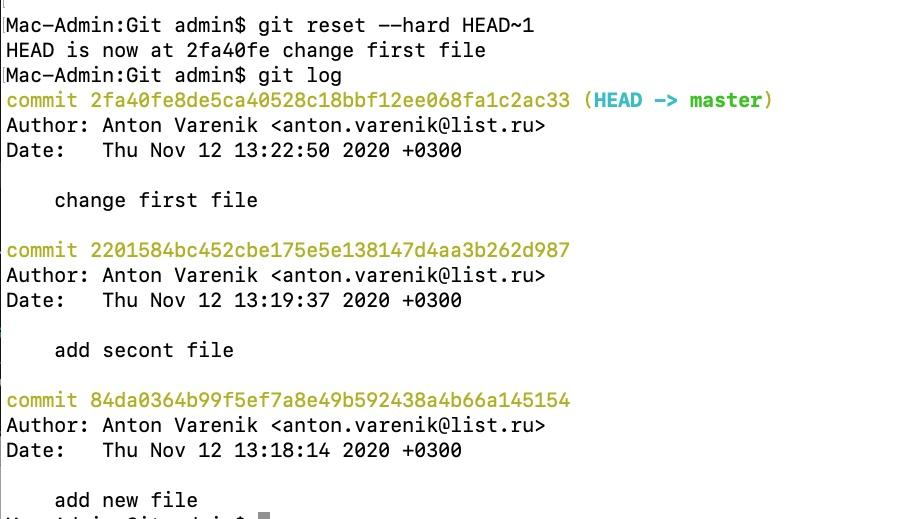 Mac-Admin:Git admin$ git reset --hard HEAD~1
HEAD is now at 2fa40fe change first file
Mac-Admin:Git admin$ git log
commit 2fa40fe8de5ca40528c18bbf12ee068fa1c2ac33 (HEAD -> master)
Author: Anton Varenik <anton.varenik@list.ru>
Date:   Thu Nov 12 13:22:50 2020 +0300
    change first file
commit 2201584bc452cbe175e5e138147d4aa3b262d987
Author: Anton Varenik <anton.varenik@list.ru>
Date:   Thu Nov 12 13:19:37 2020 +0300
    add secont file
commit 84da0364b99f5ef7a8e49b592438a4b66a145154
Author: Anton Varenik <anton.varenik@list.ru>
Date:   Thu Nov 12 13:18:14 2020 +0300
    add new file
Mac-Admin:Git admin$